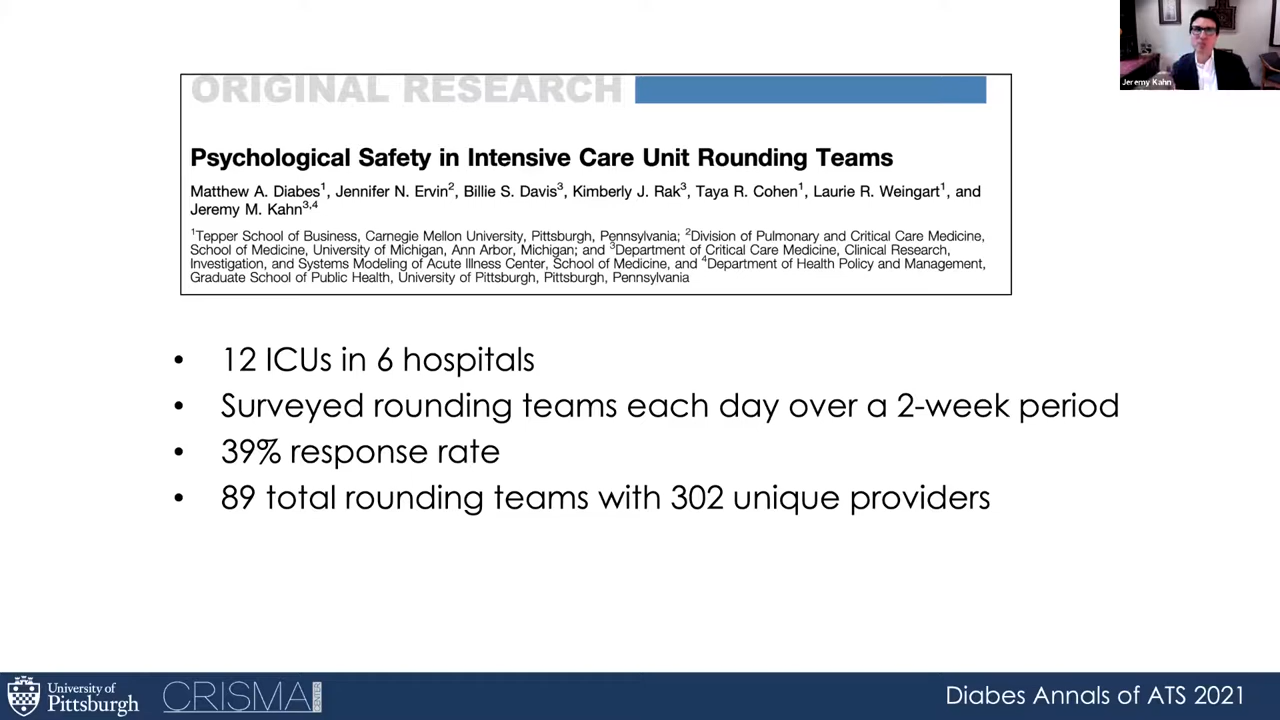 ORIGINAL RESEARCH
Psychological Safety in Intensive Care Unit Rounding Teams
Matthew A. Diabes1, Jennifer N. Ervin2, Billie S. Davis3, Kimberly J. Rak3, Taya R. Cohen1, Laurie R. Weingart1, and
Jeremy M. Kahn3,4
1Tepper School of Business, Carnegie Mellon University, Pittsburgh, Pennsylvania; 2Division of Pulmonary and Critical Care Medicine,
School of Medicine, University of Michigan, Ann Arbor, Michigan; and 3Department of Critical Care Medicine, Clinical Research,
Investigation, and Systems Modeling of Acute Illness Center, School of Medicine, and 4Department of Health Policy and Management,
Graduate School of Public Health, University of Pittsburgh, Pittsburgh, Pennsylvania
• 12 ICUs in 6 hospitals
• Surveyed rounding teams each day over a 2-week period
• 39% response rate
• 89 total rounding teams with 302 unique providers
Jeremy Kahn
University of
Pittsburgh
CRISMA
CENTER
Diabes Annals of ATS 2021